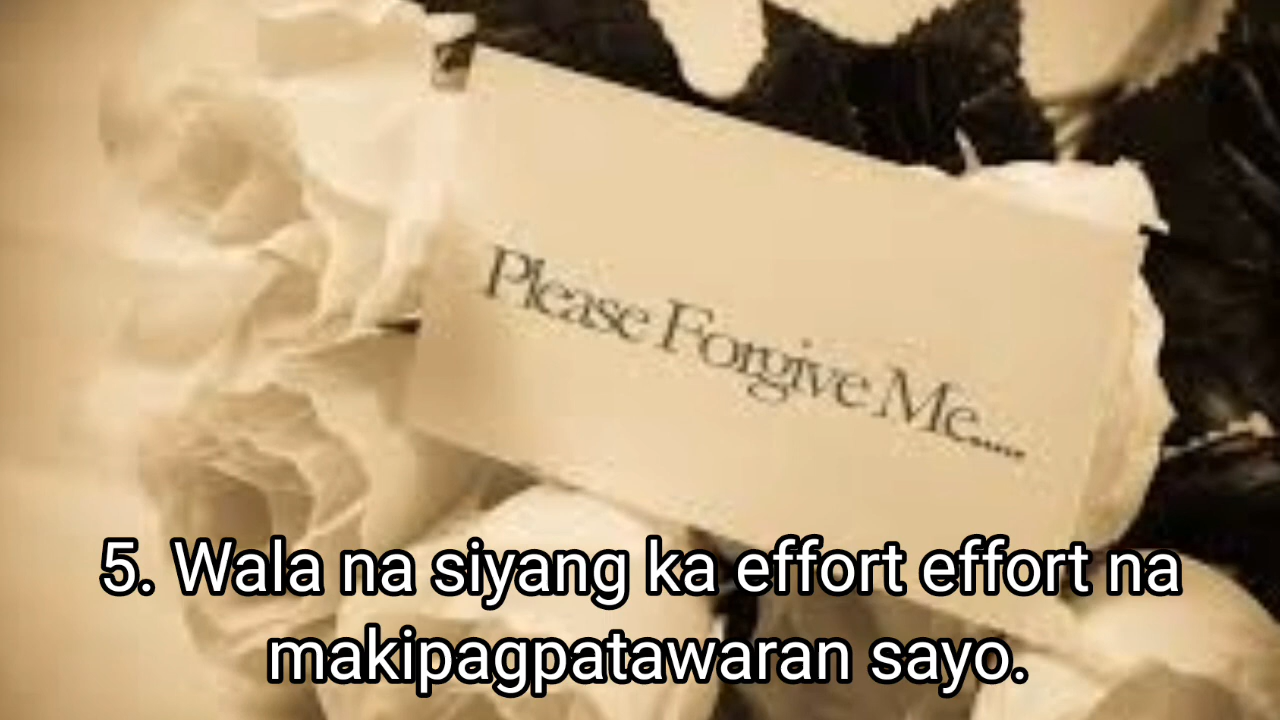 Please Forgive Me.....
5. Wala na siyang ka effort effort na
makipagpatawaran sayo.